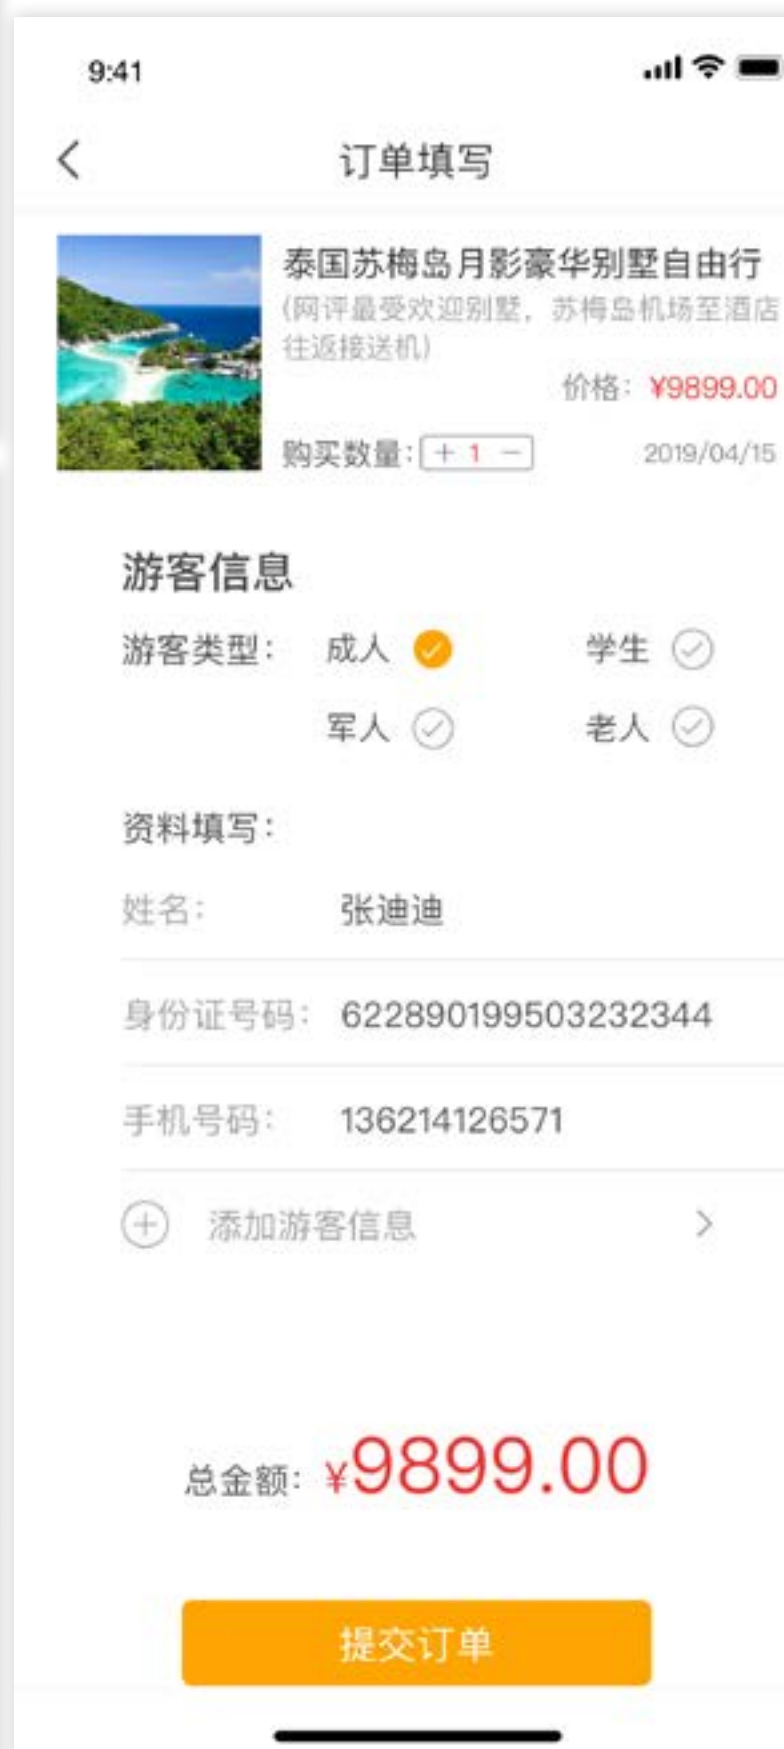 9:41
订单填写
泰国苏梅岛月影豪华别墅自由行
(网评最受欢迎别墅，苏梅岛机场至酒店
往返接送机)
价格：¥9899.00
购买数量：+ 1 − 2019/04/15
游客信息
游客类型： 成人 学生
军人 老人
资料填写：
姓名： 张迪迪
身份证号码： 622890199503232344
手机号码： 136214126571
添加游客信息
总金额：¥9899.00
提交订单